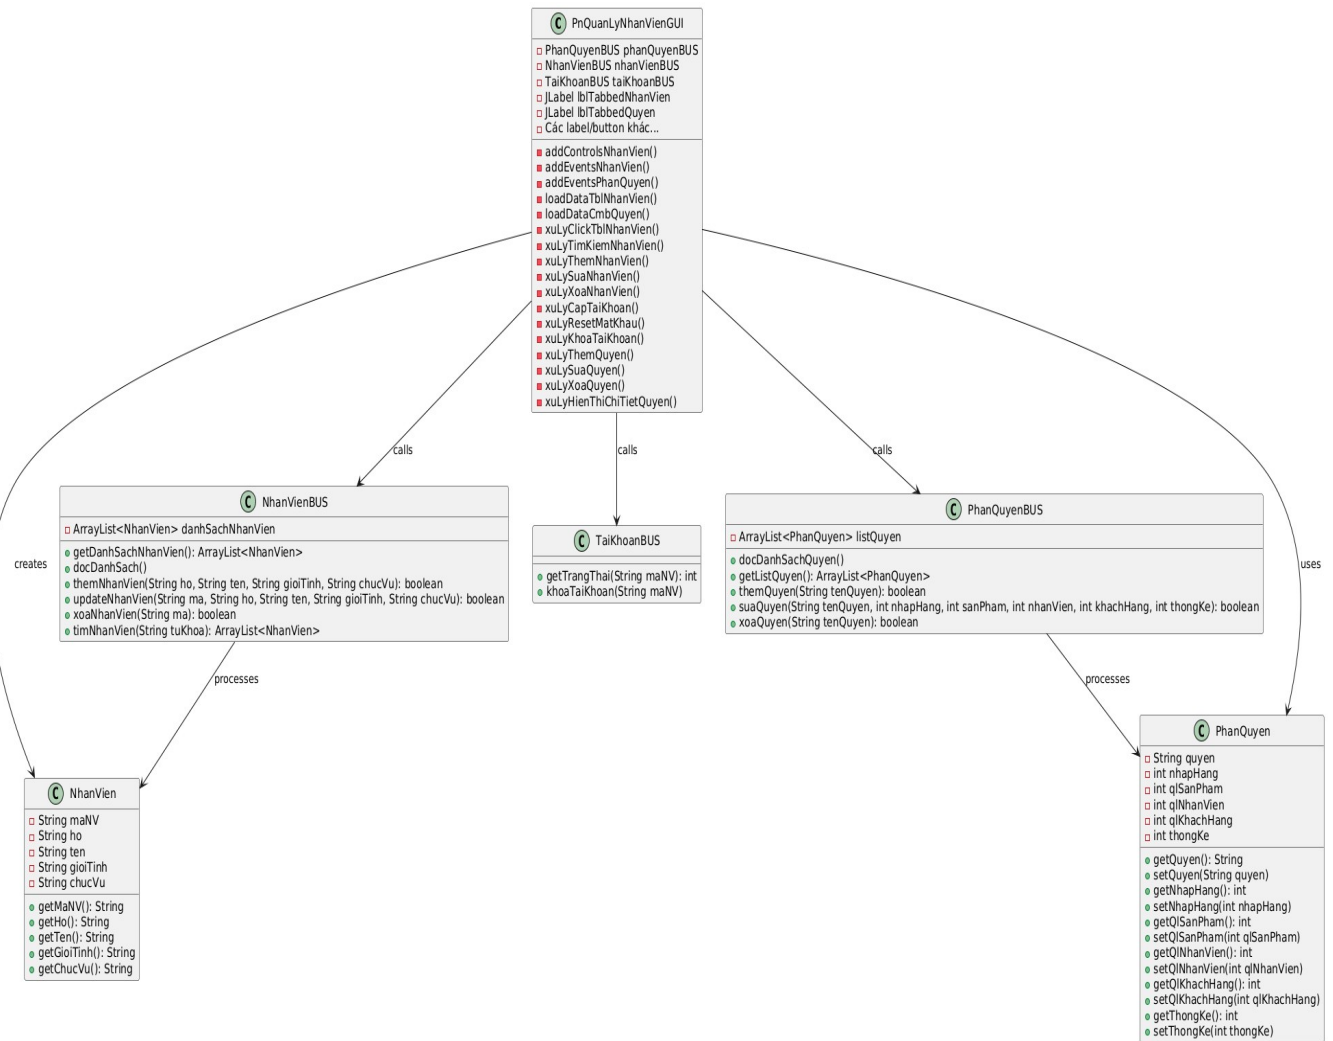 C PnQuanLyNhanVienGUI
PhanQuyenBUS phanQuyenBUS
NhanVienBUS nhanVienBUS
TaiKhoanBUS taiKhoanBUS
JLabel lblTabbedNhanVien
JLabel lblTabbedQuyen
Các label/button khác...
addControlsNhanVien()
addEventsNhanVien()
addEventsPhanQuyen()
loadDataTblNhanVien()
loadDataCmbQuyen()
xuLyClickTblNhanVien()
xuLyTimKiemNhanVien()
xuLyThemNhanVien()
xuLySuaNhanVien()
xuLyXoaNhanVien()
xuLyCapTaiKhoan()
xuLyResetMatKhau()
xuLyKhoaTaiKhoan()
xuLyThemQuyen()
xuLySuaQuyen()
xuLyXoaQuyen()
xuLyHienThiChiTietQuyen()
calls
calls
calls
creates
uses
C NhanVienBUS
ArrayList<NhanVien> danhSachNhanVien
getDanhSachNhanVien(): ArrayList<NhanVien>
docDanhSach()
themNhanVien(String ho, String ten, String gioiTinh, String chucVu): boolean
updateNhanVien(String ma, String ho, String ten, String gioiTinh, String chucVu): boolean
xoaNhanVien(String ma): boolean
timNhanVien(String tuKhoa): ArrayList<NhanVien>
C TaiKhoanBUS
getTrangThai(String maNV): int
khoaTaiKhoan(String maNV)
C PhanQuyenBUS
ArrayList<PhanQuyen> listQuyen
docDanhSachQuyen()
getListQuyen(): ArrayList<PhanQuyen>
themQuyen(String tenQuyen): boolean
suaQuyen(String tenQuyen, int nhapHang, int sanPham, int nhanVien, int khachHang, int thongKe): boolean
xoaQuyen(String tenQuyen): boolean
processes
processes
C NhanVien
String maNV
String ho
String ten
String gioiTinh
String chucVu
getMaNV(): String
getHo(): String
getTen(): String
getGioiTinh(): String
getChucVu(): String
C PhanQuyen
String quyen
int nhapHang
int qlSanPham
int qlNhanVien
int qlKhachHang
int thongKe
getQuyen(): String
setQuyen(String quyen)
getNhapHang(): int
setNhapHang(int nhapHang)
getQlSanPham(): int
setQlSanPham(int qlSanPham)
getQlNhanVien(): int
setQlNhanVien(int qlNhanVien)
getQlKhachHang(): int
setQlKhachHang(int qlKhachHang)
getThongKe(): int
setThongKe(int thongKe)